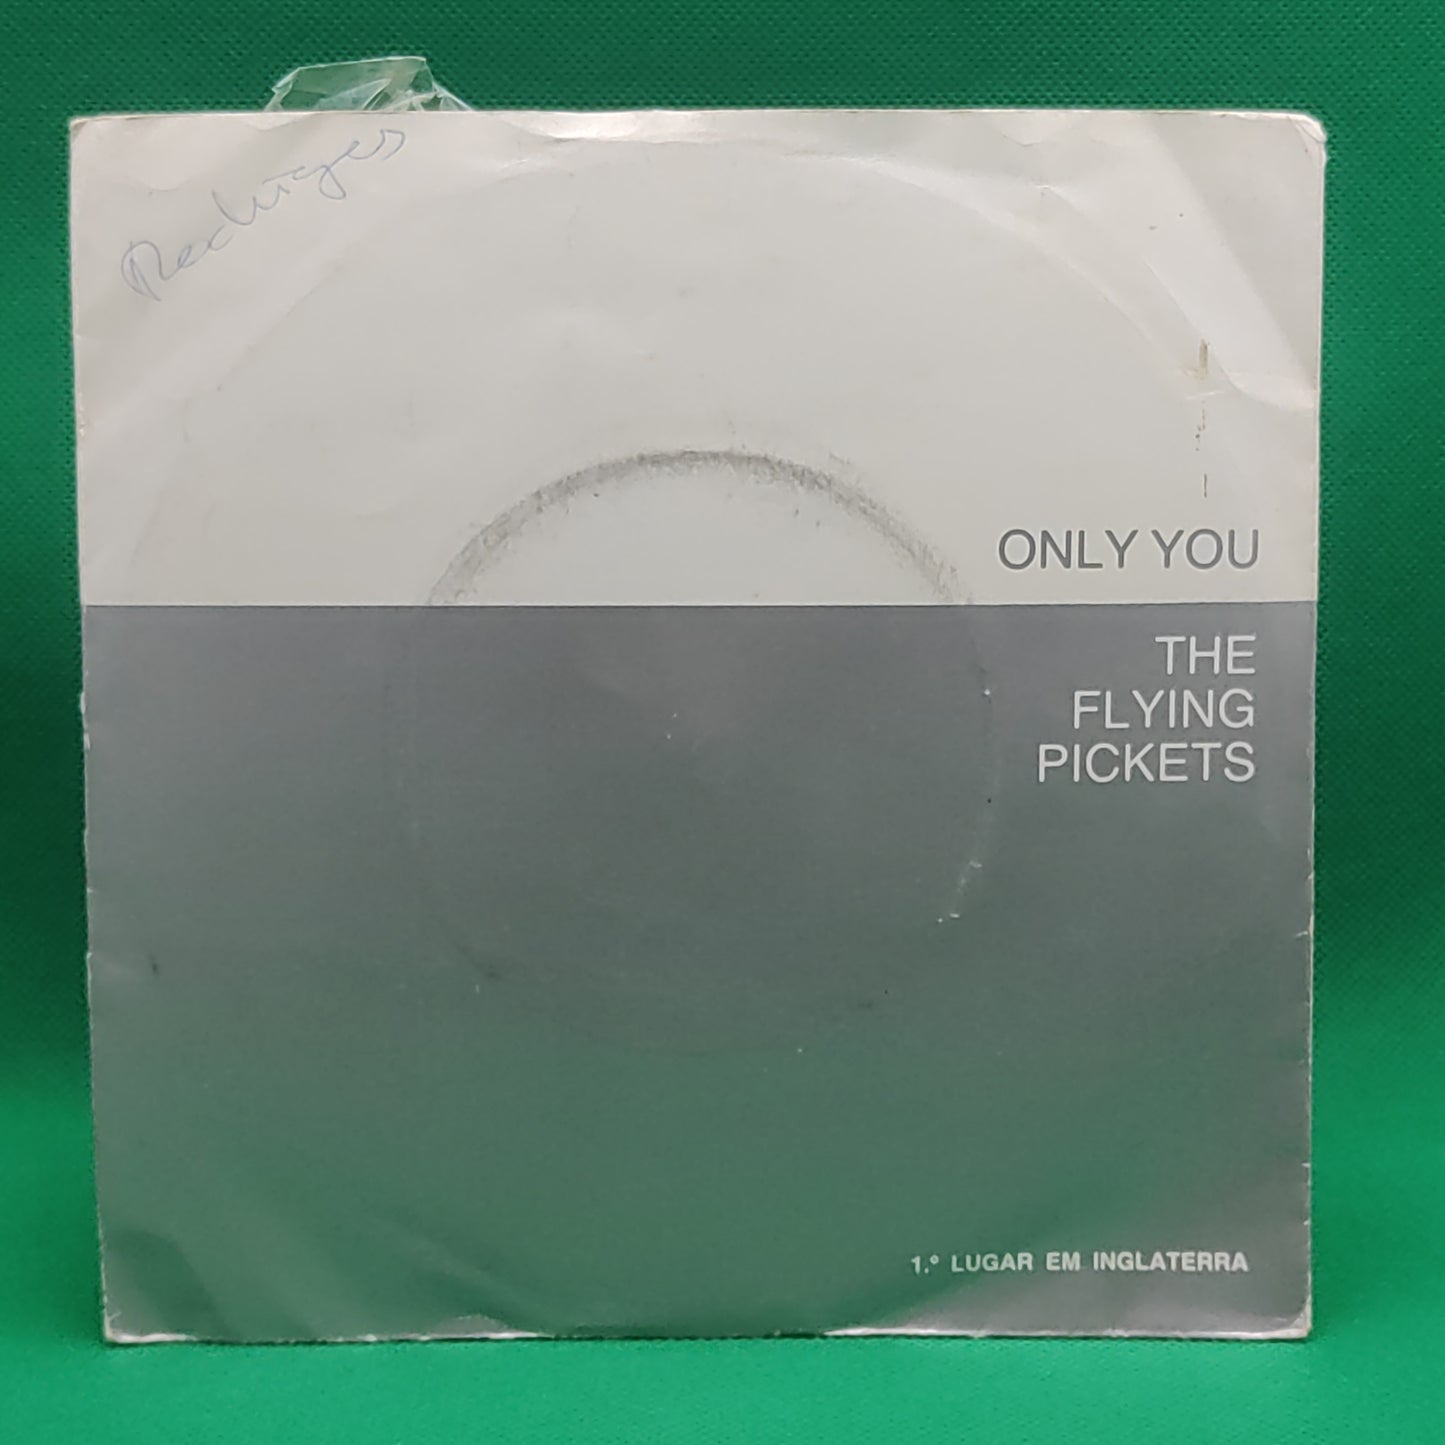 ONLY YOU
THE
FLYING
PICKETS
1.º LUGAR EM INGLATERRA